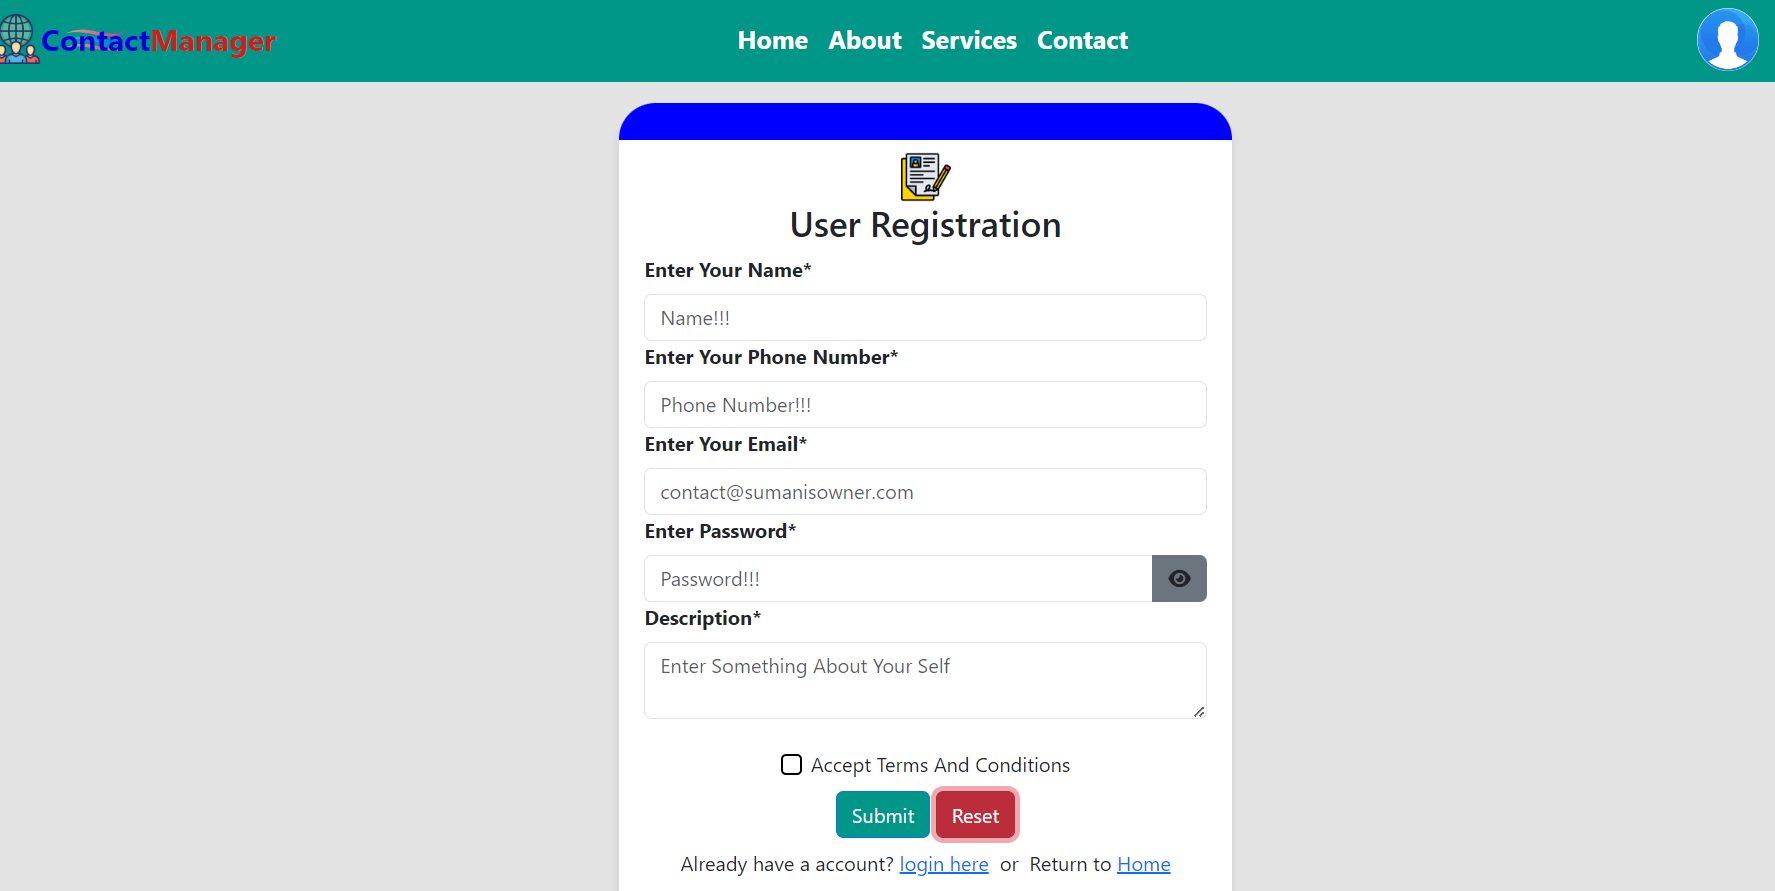 ContactManager
Home About Services Contact
User Registration
Enter Your Name*
Name!!!
Enter Your Phone Number*
Phone Number!!!
Enter Your Email*
contact@sumanisowner.com
Enter Password*
Password!!!
Description*
Enter Something About Your Self
Accept Terms And Conditions
Submit Reset
Already have a account? login here or Return to Home